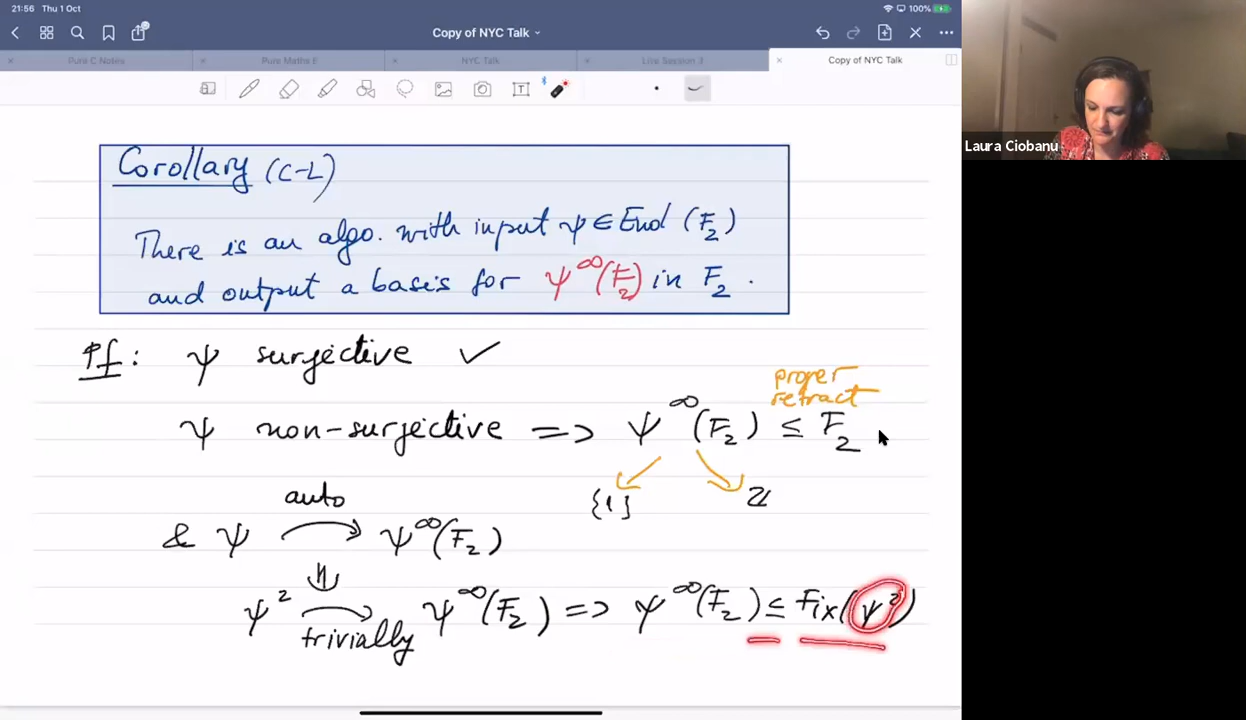 21:56 Thu 1 Oct
100%
Copy of NYC Talk
Pure C Notes
Pure Maths E
NYC Talk
Live Session 3
Copy of NYC Talk
Laura Ciobanu
Corollary (C-L)
There is an algo. with input ψ ∈ End (F₂)
and output a basis for ψ^∞(F₂) in F₂.
Pf: ψ surjective ✓
proper
retract
ψ non-surjective => ψ^∞(F₂) ≤ F₂
{1} ℤ
auto
& ψ ↷ ψ^∞(F₂)
⇓
ψ² ↷ ψ^∞(F₂) => ψ^∞(F₂) ≤ Fix(ψ²)
trivially